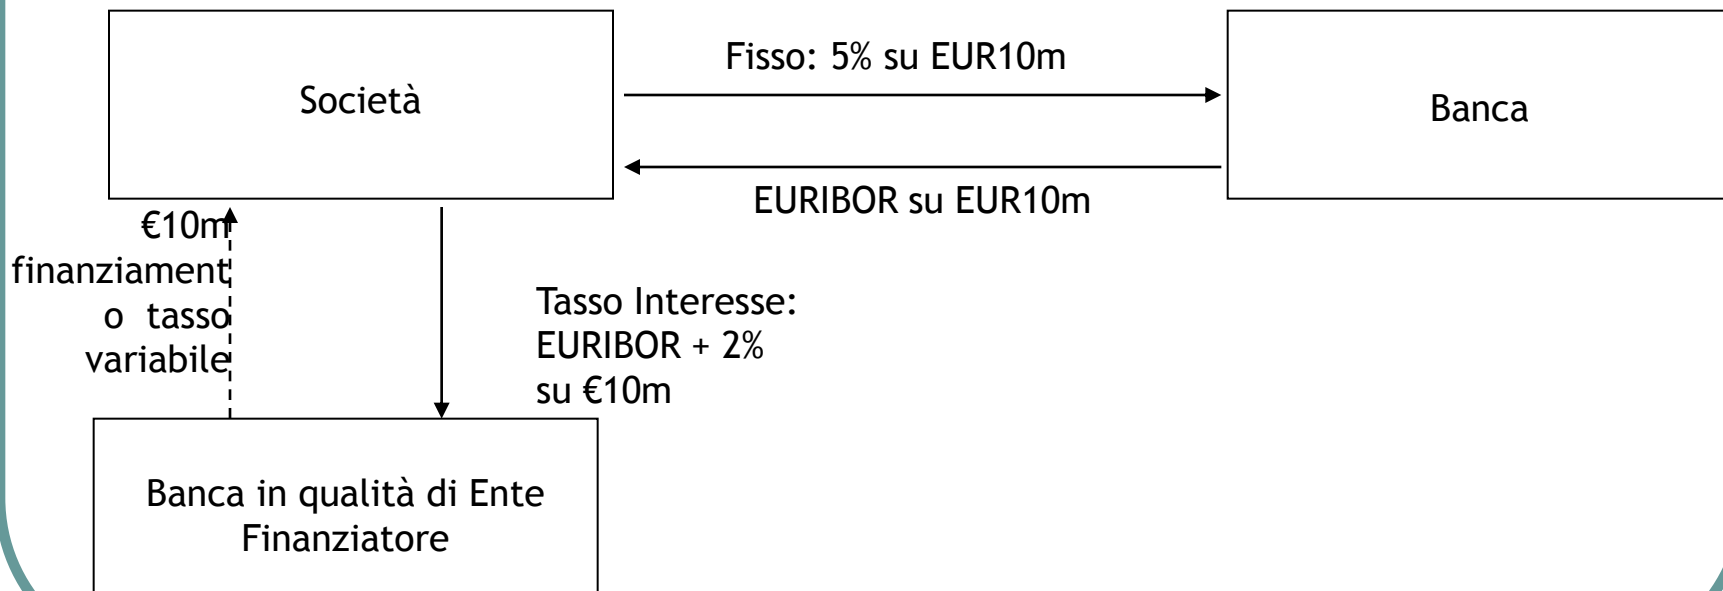 Società
Fisso: 5% su EUR10m
Banca
EURIBOR su EUR10m
€10m
finanziament
o tasso
variabile
Tasso Interesse:
EURIBOR + 2%
su €10m
Banca in qualità di Ente
Finanziatore